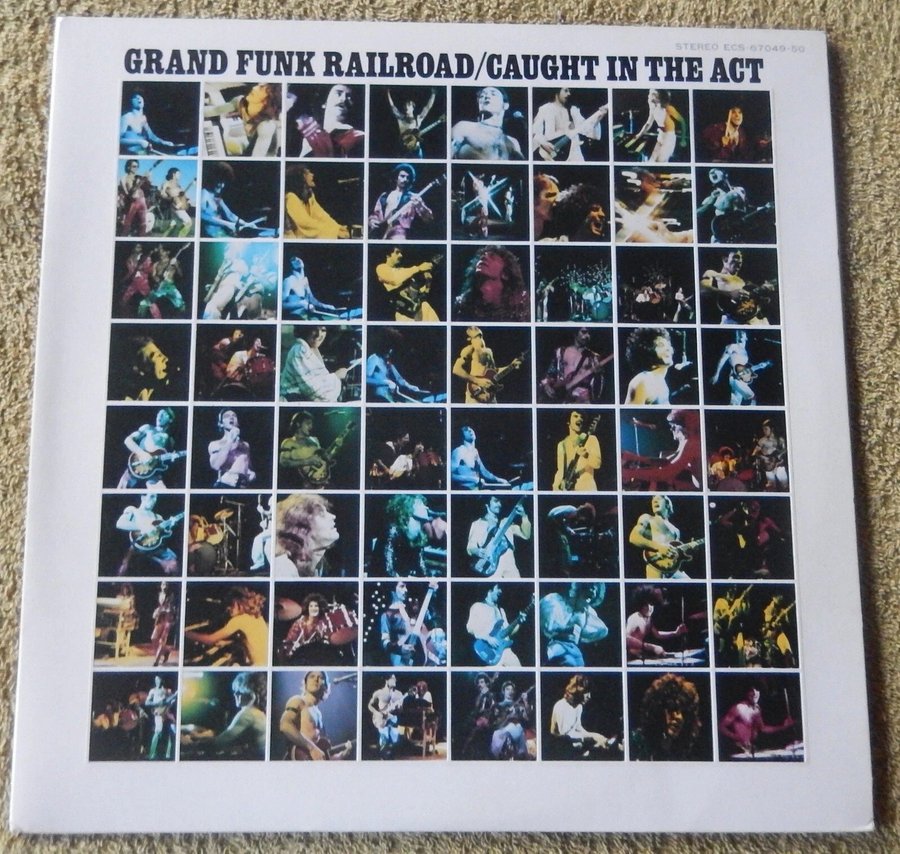 STEREO ECS-67049-50
GRAND FUNK RAILROAD/CAUGHT IN THE ACT